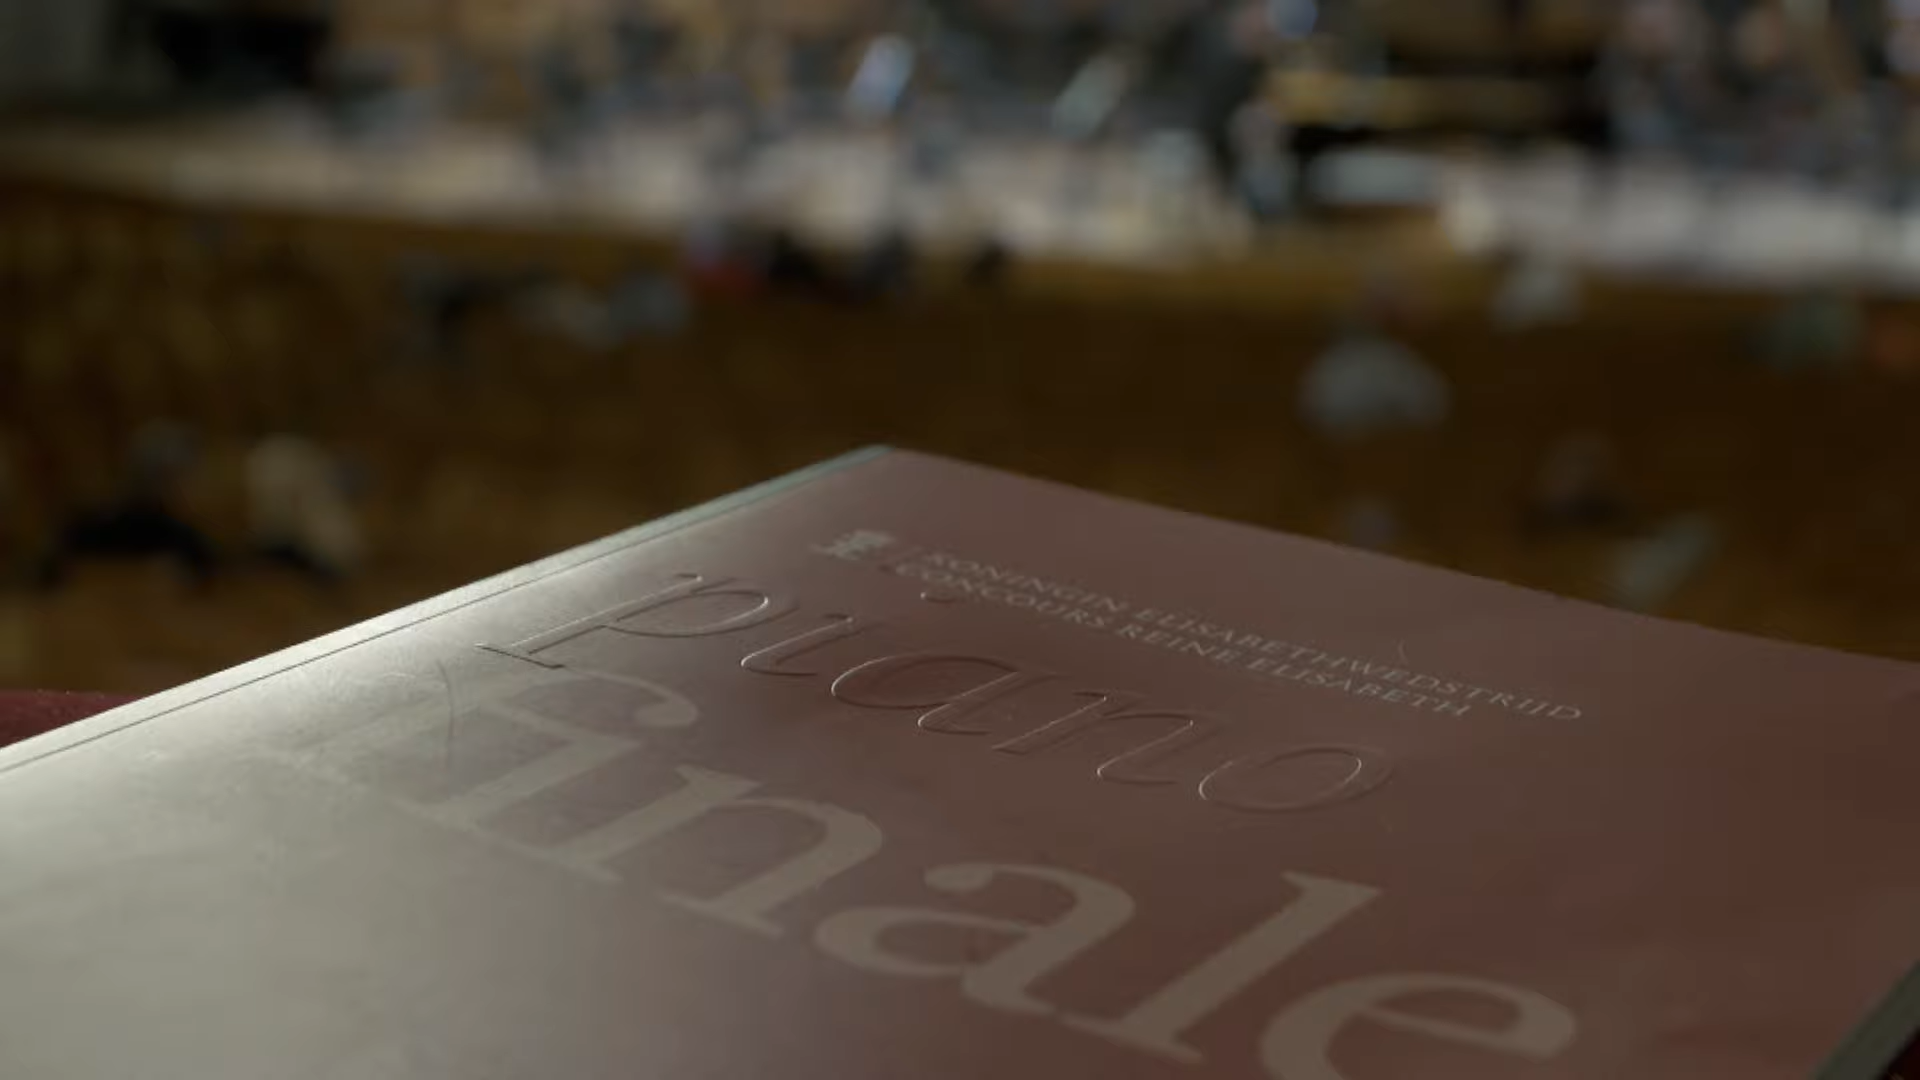 KONINGIN ELISABETHWEDSTRIJD
CONCOURS REINE ELISABETH
piano
finale